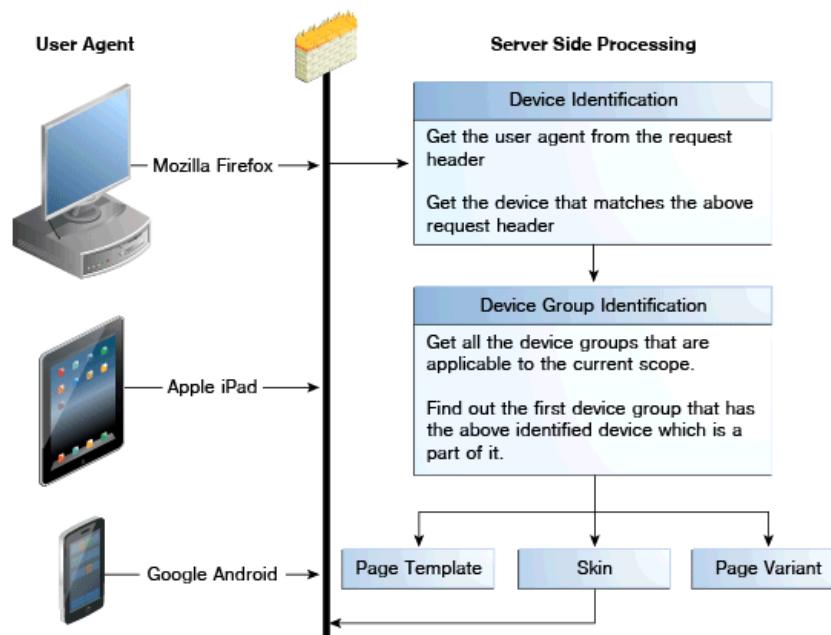 User Agent
Server Side Processing
Mozilla Firefox
Apple iPad
Google Android
Device Identification
Get the user agent from the request
header
Get the device that matches the above
request header
Device Group Identification
Get all the device groups that are
applicable to the current scope.
Find out the first device group that has
the above identified device which is a
part of it.
Page Template
Skin
Page Variant